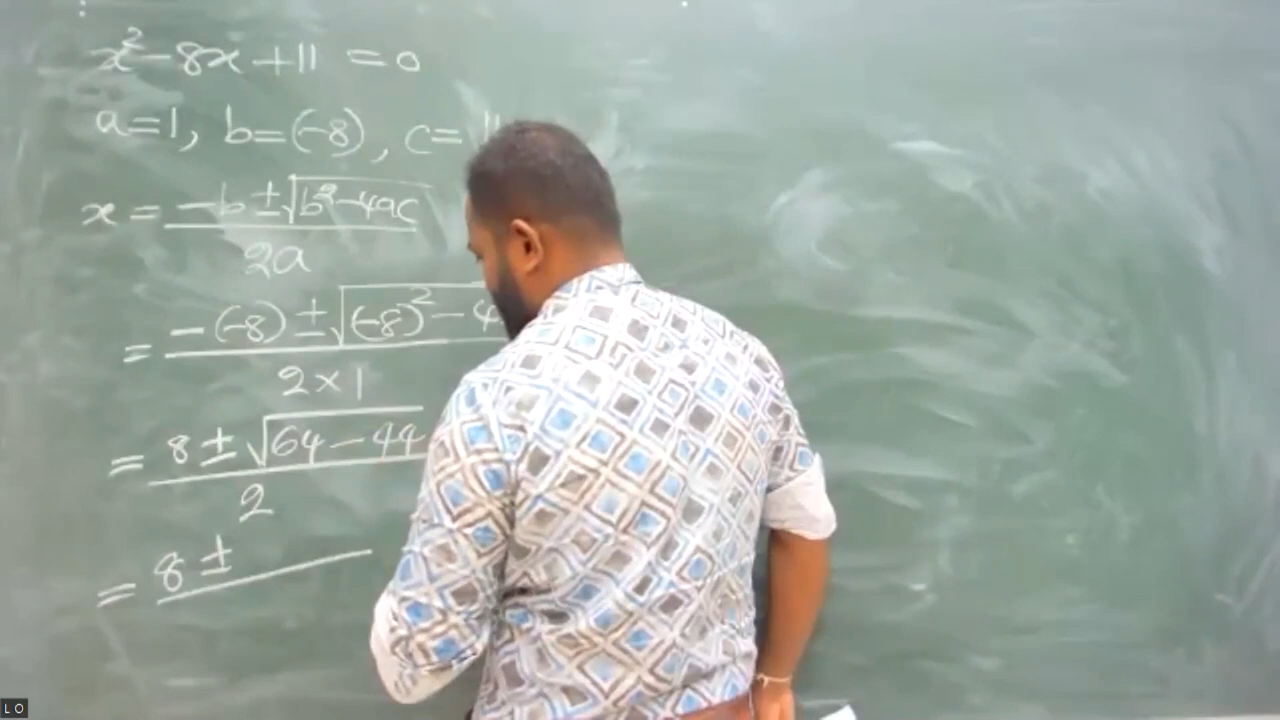 x² - 8x + 11 = 0
a = 1, b = (-8), c = 11
x = -b ± √b² - 4ac
2a
= -(-8) ± √(-8)² - 4
2 × 1
= 8 ± √64 - 44
2
= 8 ±
L O